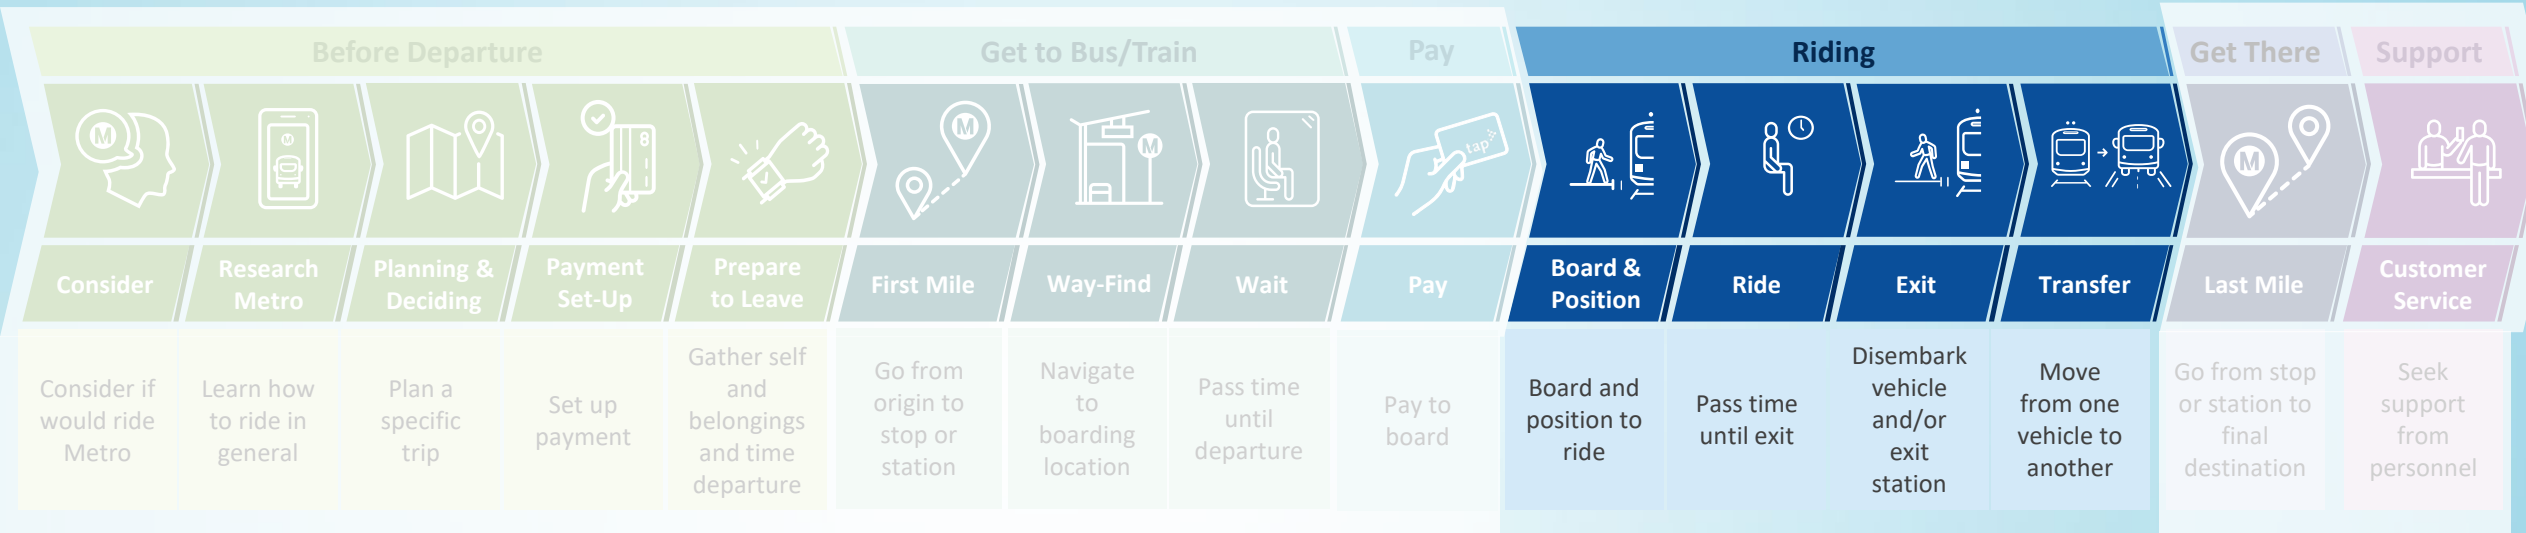 Before Departure
Get to Bus/Train
Pay
Riding
Get There
Support
M
M
8
M
M
tap
M
Consider
Research
Metro
Planning &
Deciding
Payment
Set-Up
Prepare
to Leave
First Mile
Way-Find
Wait
Pay
Board &
Position
Ride
Exit
Transfer
Last Mile
Customer
Service
Consider if
would ride
Metro
Learn how
to ride in
general
Plan a
specific
trip
Set up
payment
Gather self
and
belongings
and time
departure
Go from
origin to
stop or
station
Navigate
to
boarding
location
Pass time
until
departure
Pay to
board
Board and
position to
ride
Pass time
until exit
Disembark
vehicle
and/or
exit
station
Move
from one
vehicle to
another
Go from stop
or station to
final
destination
Seek
support
from
personnel